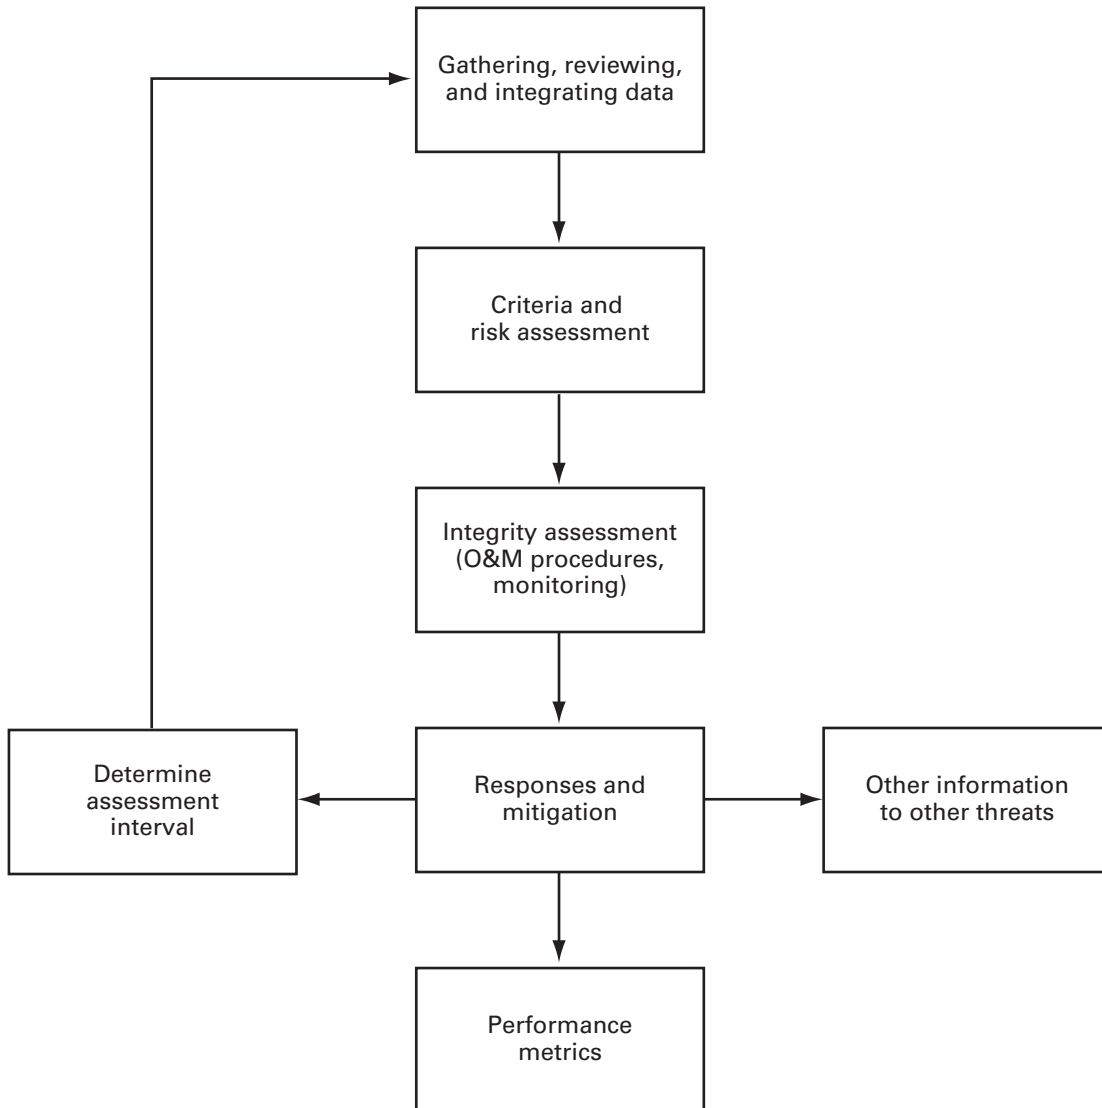 Gathering, reviewing,
and integrating data
Criteria and
risk assessment
Integrity assessment
(O&M procedures,
monitoring)
Determine
assessment
interval
Responses and
mitigation
Other information
to other threats
Performance
metrics